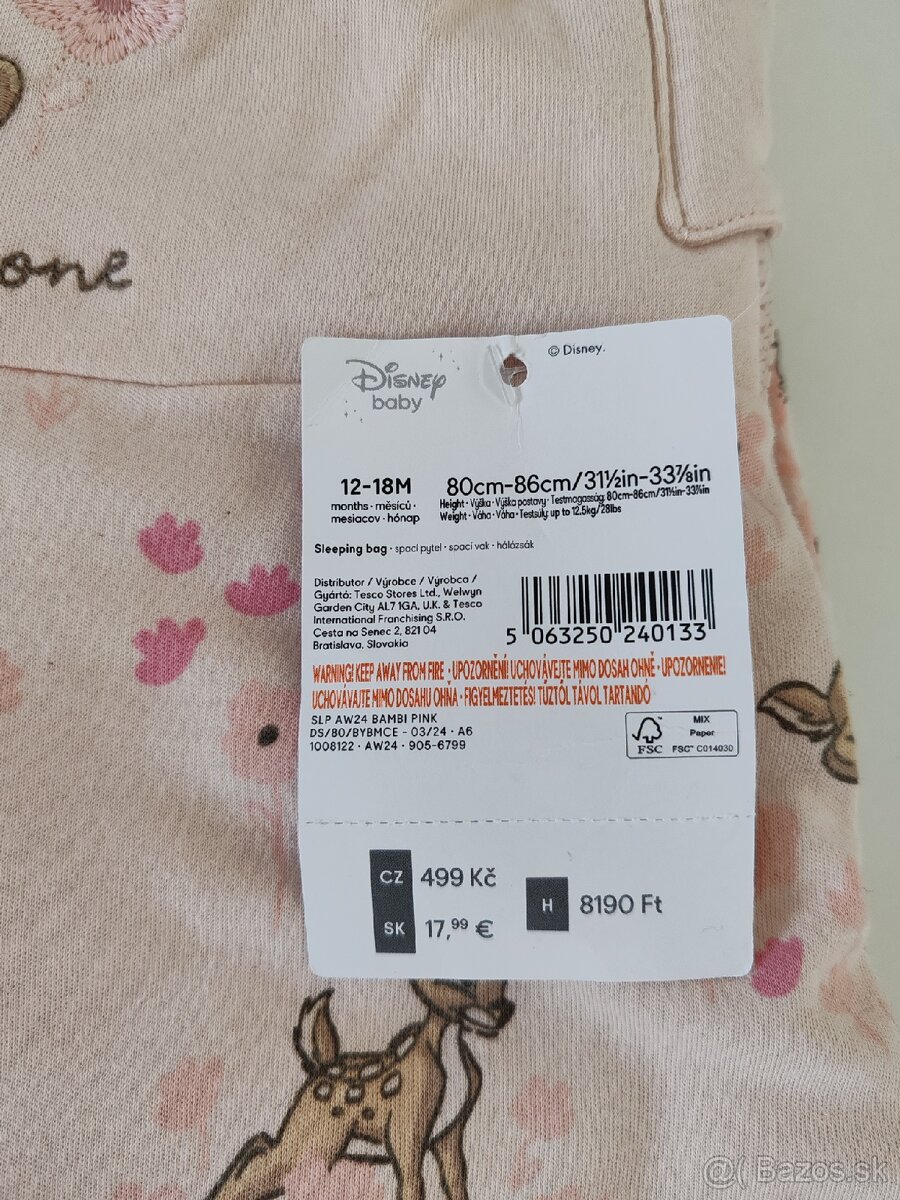 one
Disney
baby
© Disney.
12-18M
months · měsíců ·
mesiacov · hónap
80cm-86cm/31½in-33⅞in
Height · Výška · Výška postavy · Testmagasság: 80cm-86cm/31½in-33⅞in
Weight · Váha · Váha · Testsúly: up to 12.5kg/28lbs
Sleeping bag · spací pytel · spací vak · hálózsák
Distributor / Výrobce / Výrobca /
Gyártó: Tesco Stores Ltd., Welwyn
Garden City AL7 1GA, U.K. & Tesco
International Franchising S.R.O.
Cesta na Senec 2, 821 04
Bratislava, Slovakia
5 063250 240133
WARNING! KEEP AWAY FROM FIRE · UPOZORNĚNÍ! UCHOVÁVEJTE MIMO DOSAH OHNĚ · UPOZORNENIE!
UCHOVÁVAJTE MIMO DOSAHU OHŇA · FIGYELMEZTETÉS! TŰZTŐL TÁVOL TARTANDÓ
SLP AW24 BAMBI PINK
DS/80/BYBMCE - 03/24 · A6
1008122 · AW24 · 905-6799
FSC
MIX
Paper
FSC™ C014030
CZ 499 Kč
SK 17,99 €
H 8190 Ft
@( Bazos.sk